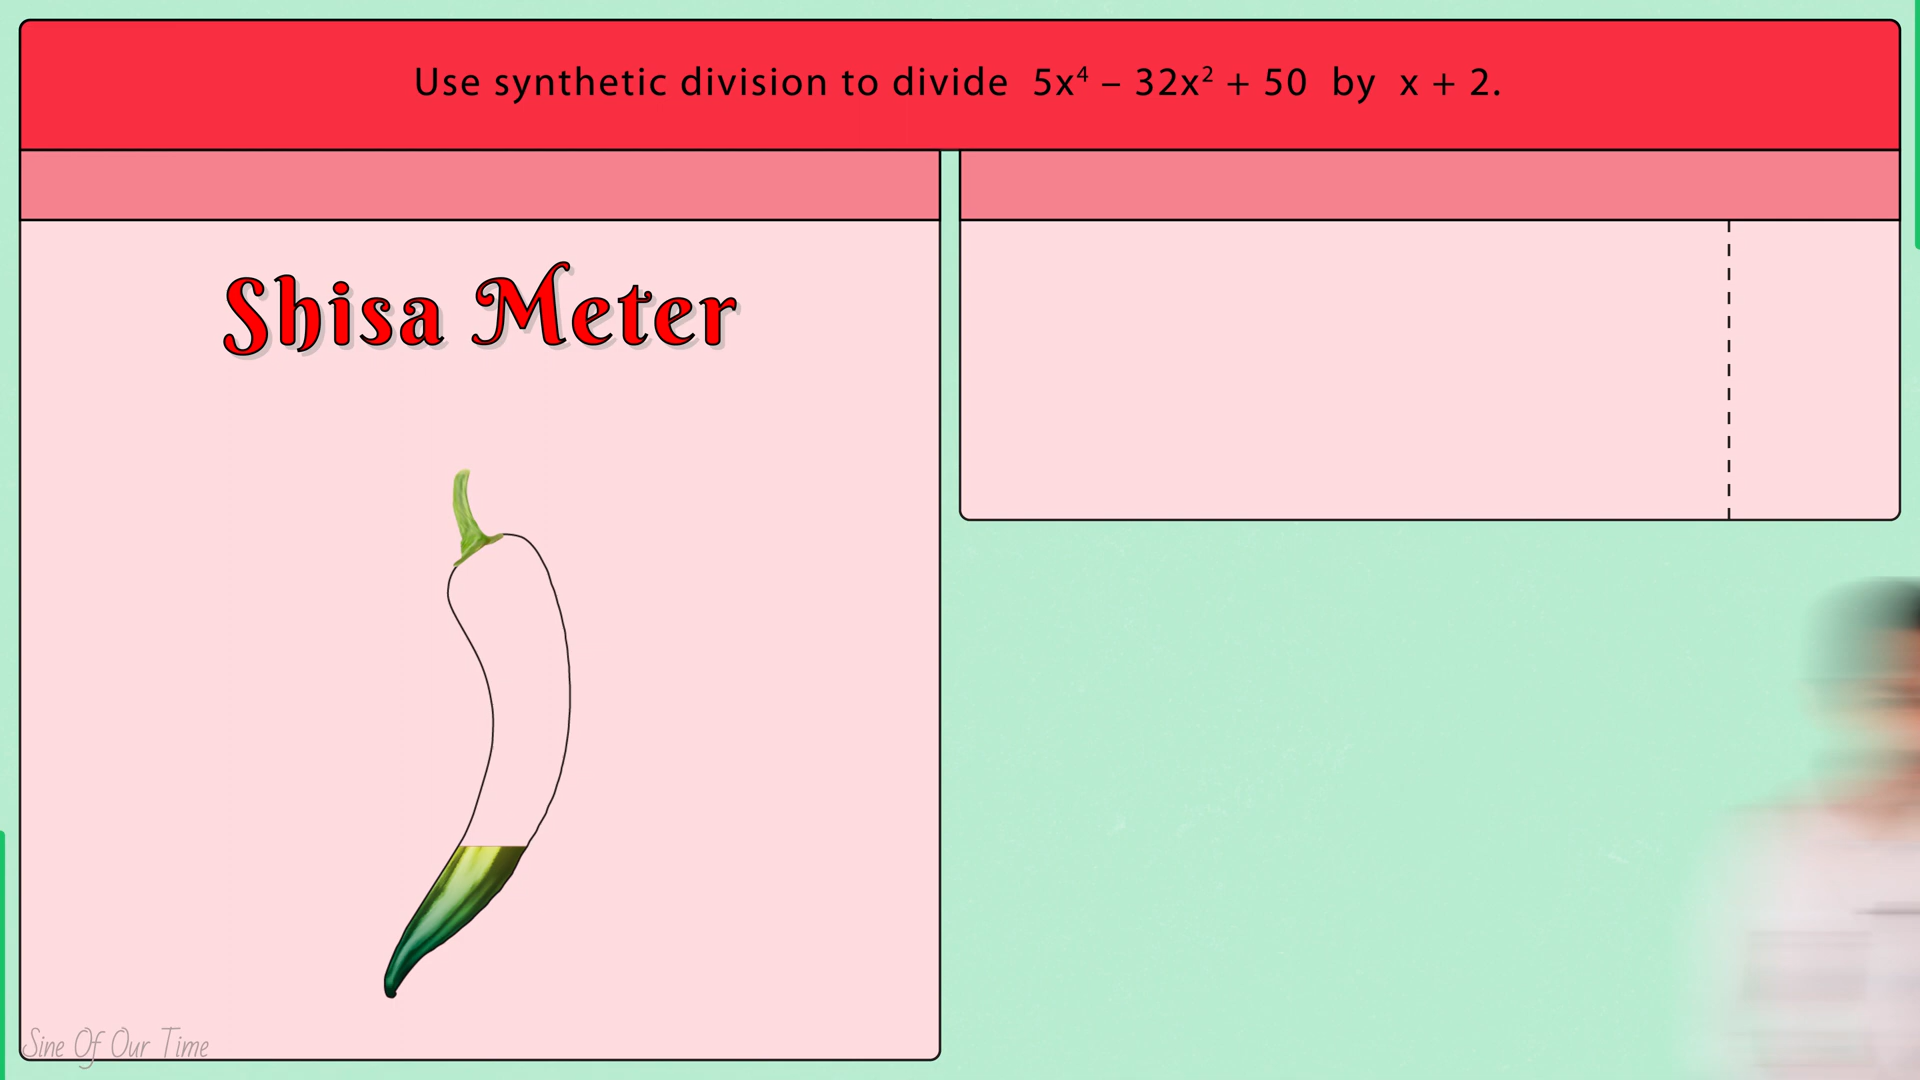 Use synthetic division to divide 5x⁴ – 32x² + 50 by x + 2.
Shisa Meter
Sine Of Our Time